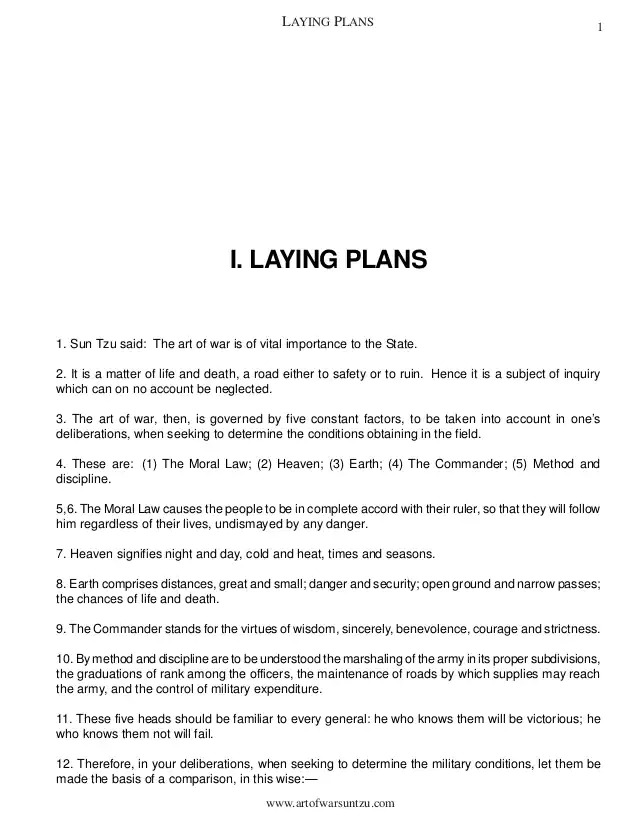 LAYING PLANS
1
I. LAYING PLANS
1. Sun Tzu said: The art of war is of vital importance to the State.
2. It is a matter of life and death, a road either to safety or to ruin. Hence it is a subject of inquiry
which can on no account be neglected.
3. The art of war, then, is governed by five constant factors, to be taken into account in one’s
deliberations, when seeking to determine the conditions obtaining in the field.
4. These are: (1) The Moral Law; (2) Heaven; (3) Earth; (4) The Commander; (5) Method and
discipline.
5,6. The Moral Law causes the people to be in complete accord with their ruler, so that they will follow
him regardless of their lives, undismayed by any danger.
7. Heaven signifies night and day, cold and heat, times and seasons.
8. Earth comprises distances, great and small; danger and security; open ground and narrow passes;
the chances of life and death.
9. The Commander stands for the virtues of wisdom, sincerely, benevolence, courage and strictness.
10. By method and discipline are to be understood the marshaling of the army in its proper subdivisions,
the graduations of rank among the officers, the maintenance of roads by which supplies may reach
the army, and the control of military expenditure.
11. These five heads should be familiar to every general: he who knows them will be victorious; he
who knows them not will fail.
12. Therefore, in your deliberations, when seeking to determine the military conditions, let them be
made the basis of a comparison, in this wise:—
www.artofwarsuntzu.com